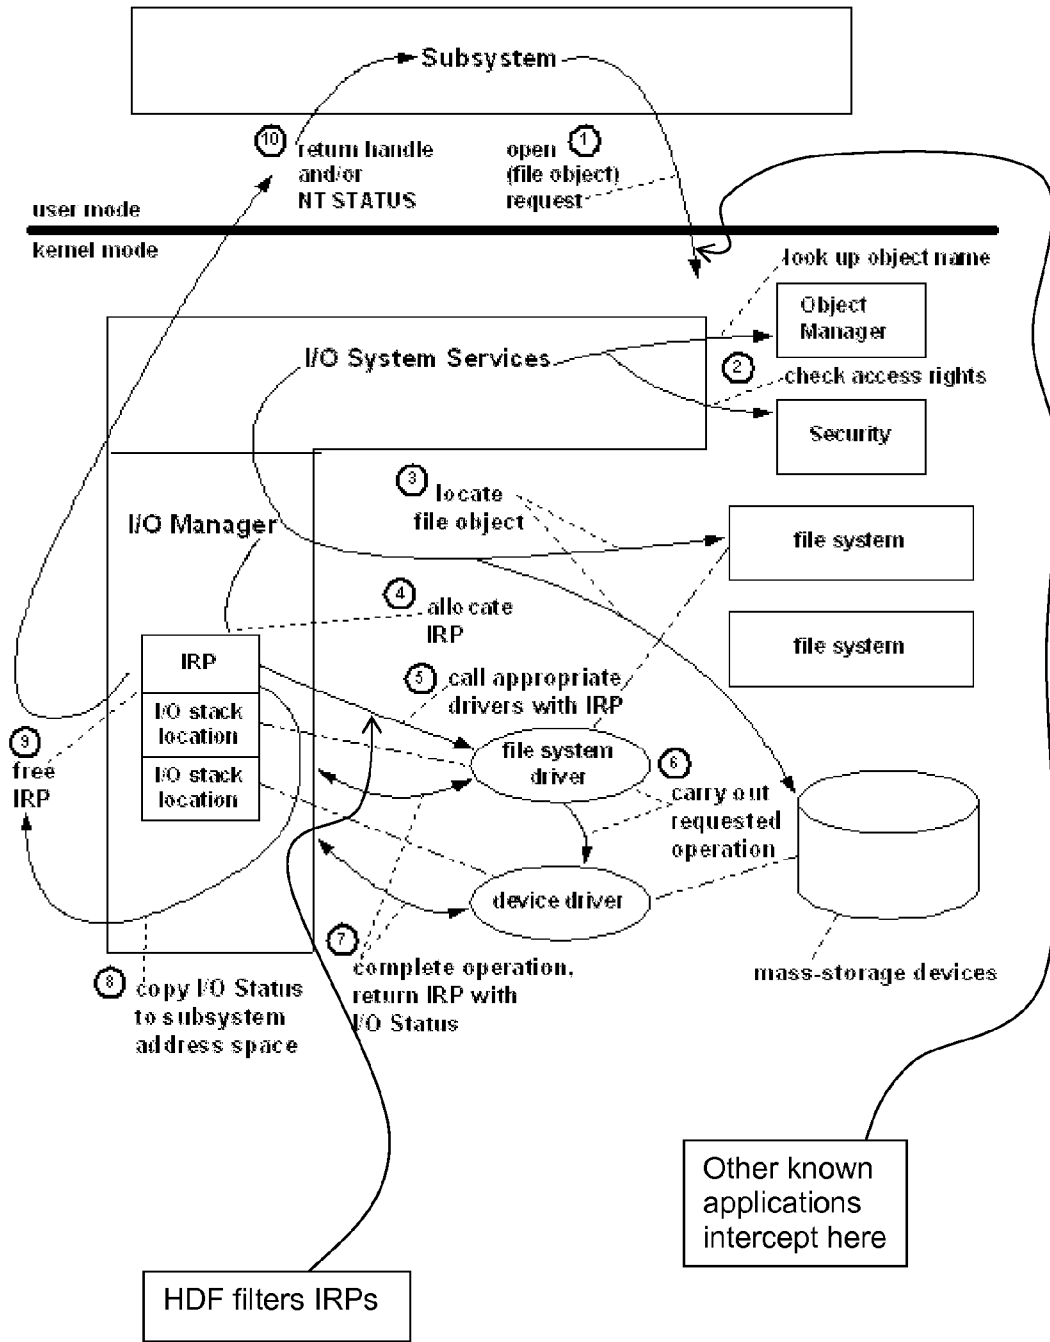 Subsystem
10
return handle
and/or
NT STATUS
1
open
(file object)
request
user mode
kernel mode
look up object name
Object
Manager
I/O System Services
2
check access rights
Security
3
locate
file object
I/O Manager
file system
4
allocate
IRP
file system
IRP
5
call appropriate
drivers with IRP
I/O stack
location
9
free
IRP
file system
driver
6
I/O stack
location
carry out
requested
operation
device driver
7
complete operation,
return IRP with
I/O Status
mass-storage devices
8
copy I/O Status
to subsystem
address space
Other known
applications
intercept here
HDF filters IRPs